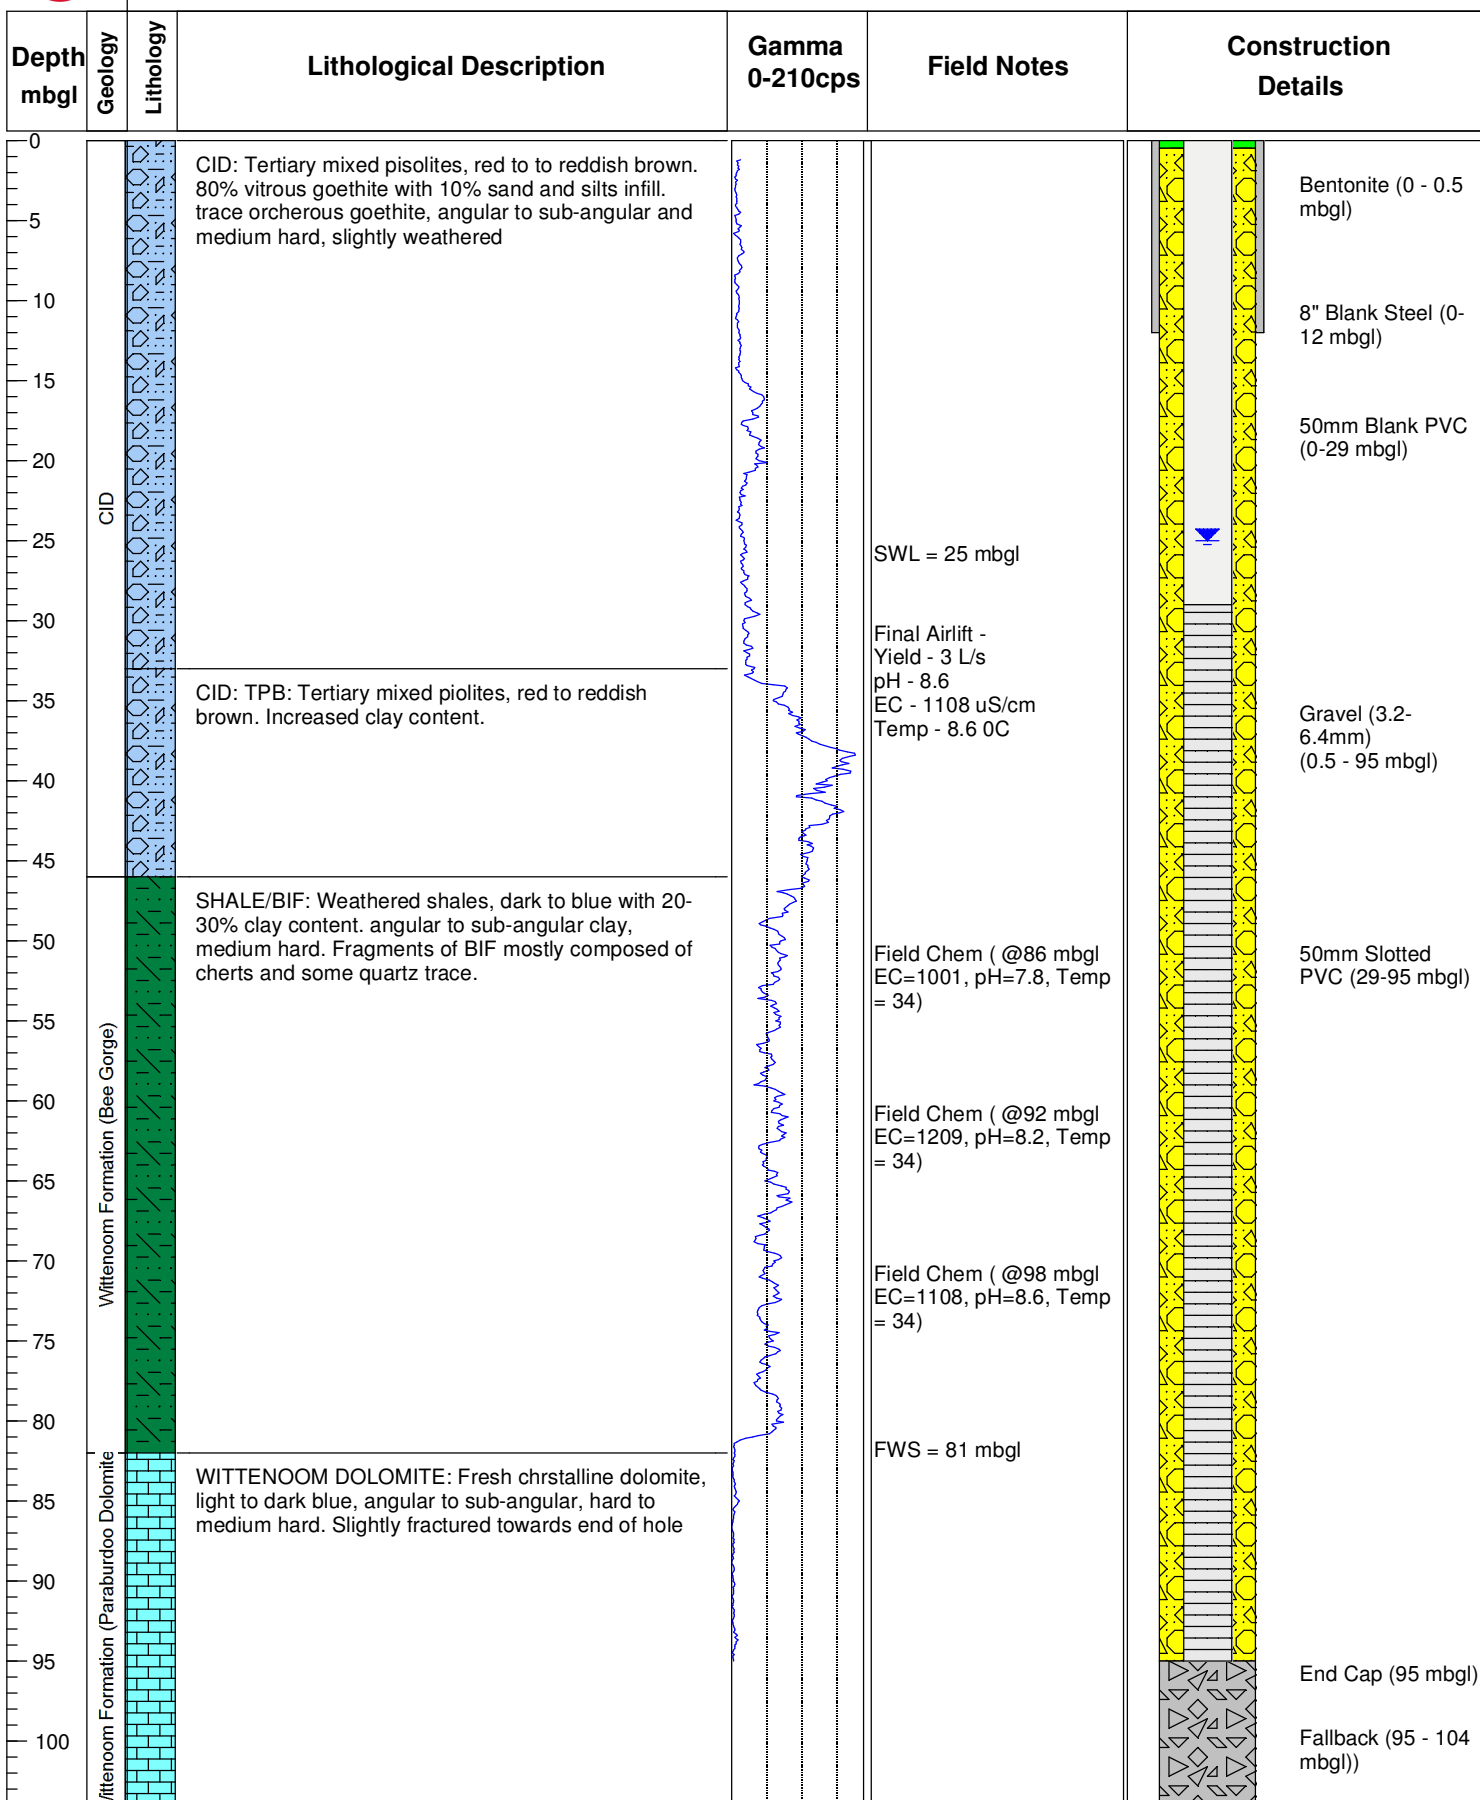 Depth
mbgl
Geology
Lithology
Lithological Description
Gamma
0-210cps
Field Notes
Construction
Details
0
5
10
15
20
25
30
35
40
45
50
55
60
65
70
75
80
85
90
95
100
CID
Wittenoom Formation (Bee Gorge)
Wittenoom Formation (Paraburdoo Dolomite
CID: Tertiary mixed pisolites, red to to reddish brown.
80% vitrous goethite with 10% sand and silts infill.
trace orcherous goethite, angular to sub-angular and
medium hard, slightly weathered
CID: TPB: Tertiary mixed piolites, red to reddish
brown. Increased clay content.
SHALE/BIF: Weathered shales, dark to blue with 20-
30% clay content. angular to sub-angular clay,
medium hard. Fragments of BIF mostly composed of
cherts and some quartz trace.
WITTENOOM DOLOMITE: Fresh chrstalline dolomite,
light to dark blue, angular to sub-angular, hard to
medium hard. Slightly fractured towards end of hole
SWL = 25 mbgl
Final Airlift -
Yield - 3 L/s
pH - 8.6
EC - 1108 uS/cm
Temp - 8.6 0C
Field Chem ( @86 mbgl
EC=1001, pH=7.8, Temp
= 34)
Field Chem ( @92 mbgl
EC=1209, pH=8.2, Temp
= 34)
Field Chem ( @98 mbgl
EC=1108, pH=8.6, Temp
= 34)
FWS = 81 mbgl
Bentonite (0 - 0.5
mbgl)
8" Blank Steel (0-
12 mbgl)
50mm Blank PVC
(0-29 mbgl)
Gravel (3.2-
6.4mm)
(0.5 - 95 mbgl)
50mm Slotted
PVC (29-95 mbgl)
End Cap (95 mbgl)
Fallback (95 - 104
mbgl))